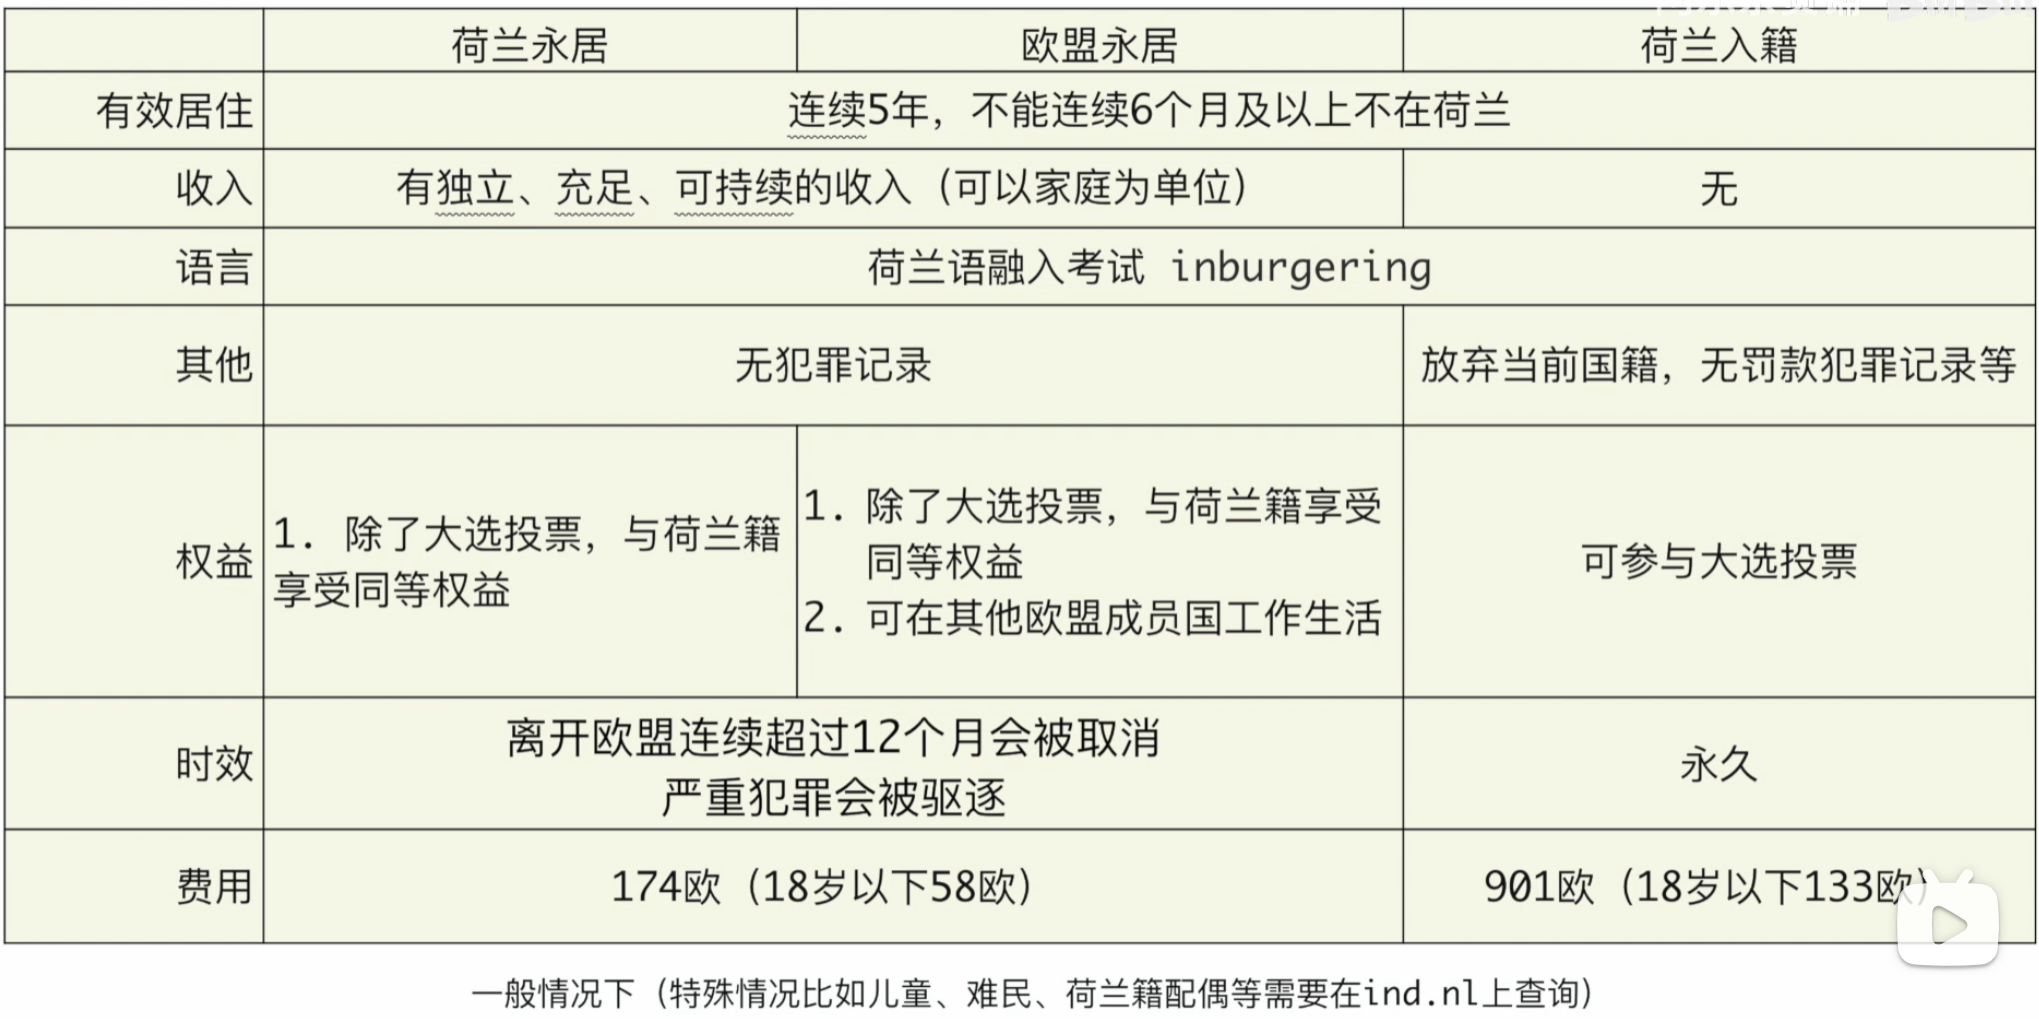 荷兰永居 欧盟永居 荷兰入籍
有效居住 连续5年，不能连续6个月及以上不在荷兰
收入 有独立、充足、可持续的收入（可以家庭为单位） 无
语言 荷兰语融入考试 inburgering
其他 无犯罪记录 放弃当前国籍，无罚款犯罪记录等
权益
1. 除了大选投票，与荷兰籍
享受同等权益
1. 除了大选投票，与荷兰籍享受
同等权益
2. 可在其他欧盟成员国工作生活
可参与大选投票
时效
离开欧盟连续超过12个月会被取消
严重犯罪会被驱逐
永久
费用 174欧（18岁以下58欧） 901欧（18岁以下133欧）
一般情况下（特殊情况比如儿童、难民、荷兰籍配偶等需要在ind.nl上查询）